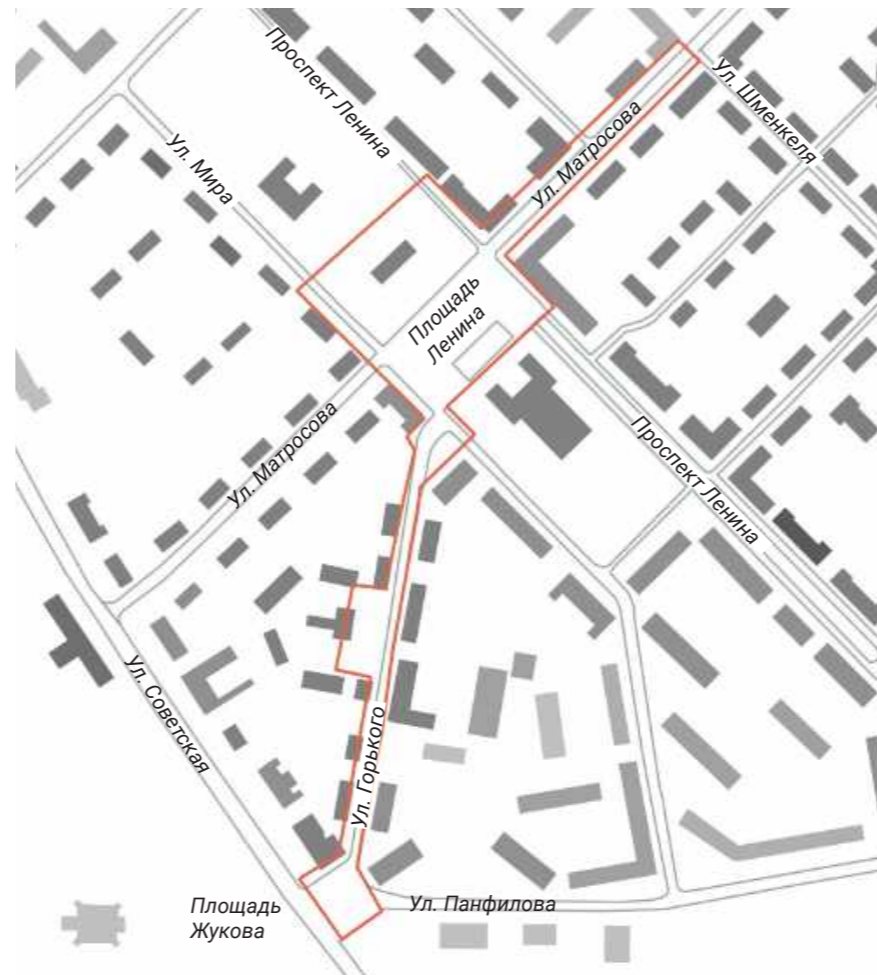 Проспект Ленина
Ул. Шменкеля
Ул. Матросова
Ул. Мира
Площадь
Ленина
Ул. Матросова
Проспект Ленина
Ул. Советская
Ул. Горького
Площадь
Жукова
Ул. Панфилова